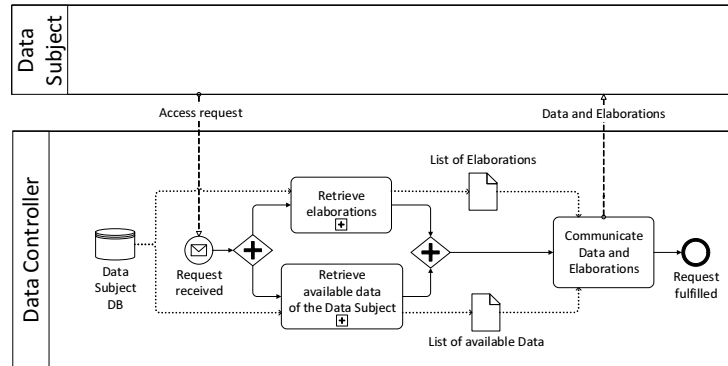 Data
Subject
Access request
Data and Elaborations
Data Controller
List of Elaborations
Retrieve
elaborations
Data
Subject
DB
Request
received
Retrieve
available data
of the Data Subject
Communicate
Data and
Elaborations
Request
fulfilled
List of available Data